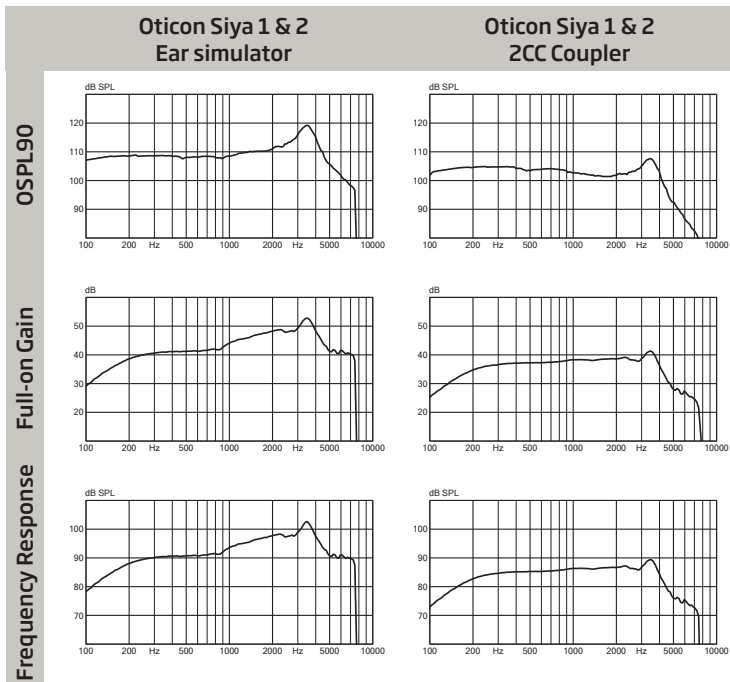 Oticon Siya 1 & 2
Ear simulator
Oticon Siya 1 & 2
2CC Coupler
OSPL90
dB SPL
120
110
100
90
100 200 Hz 500 1000 2000 Hz 5000 10000
dB SPL
120
110
100
90
100 200 Hz 500 1000 2000 Hz 5000 10000
Full-on Gain
dB
50
40
30
20
100 200 Hz 500 1000 2000 Hz 5000 10000
dB
50
40
30
20
100 200 Hz 500 1000 2000 Hz 5000 10000
Frequency Response
dB SPL
100
90
80
70
100 200 Hz 500 1000 2000 Hz 5000 10000
dB SPL
100
90
80
70
100 200 Hz 500 1000 2000 Hz 5000 10000